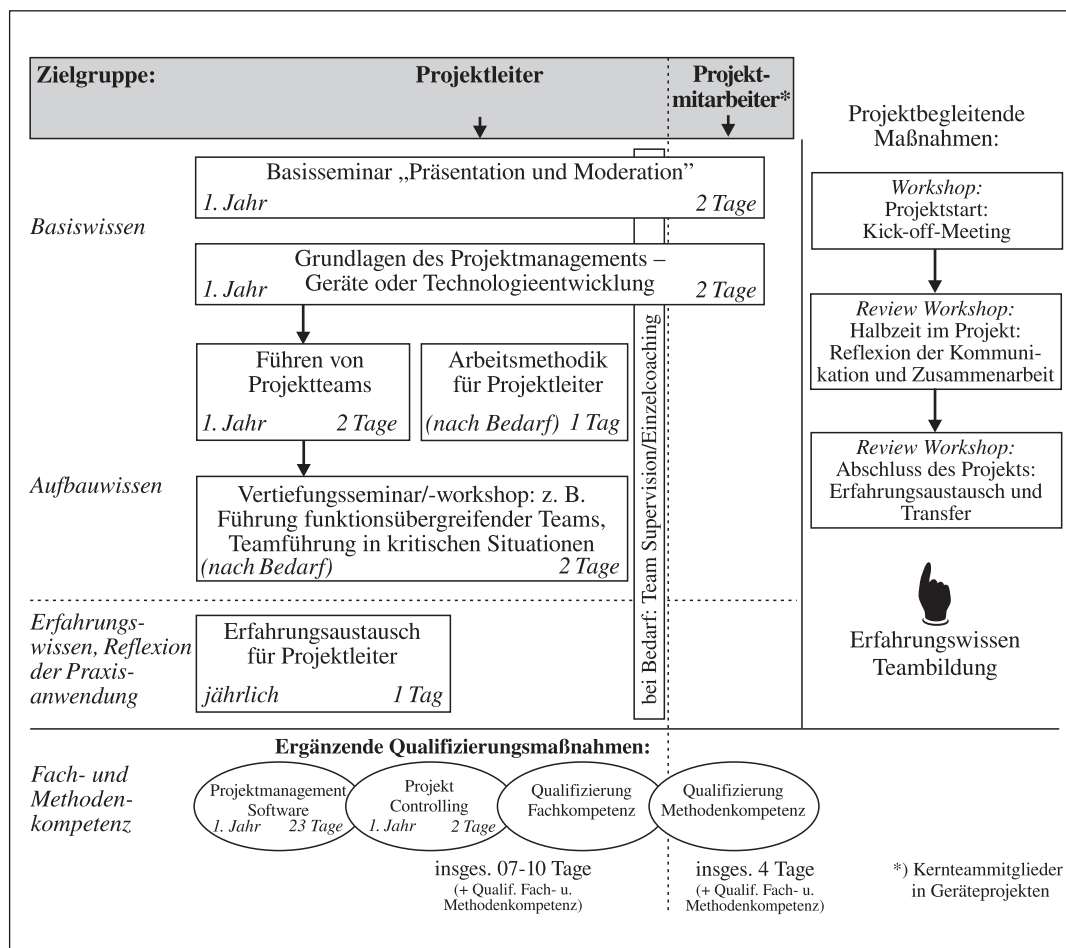 Zielgruppe:
Projektleiter
Projekt-
mitarbeiter*
Basiswissen
Basisseminar „Präsentation und Moderation”
1. Jahr 2 Tage
Grundlagen des Projektmanagements –
Geräte oder Technologieentwicklung
1. Jahr 2 Tage
Führen von
Projektteams
1. Jahr 2 Tage
Arbeitsmethodik
für Projektleiter
(nach Bedarf) 1 Tag
Aufbauwissen
Vertiefungsseminar/-workshop: z. B.
Führung funktionsübergreifender Teams,
Teamführung in kritischen Situationen
(nach Bedarf) 2 Tage
bei Bedarf: Team Supervision/Einzelcoaching
Erfahrungs-
wissen, Reflexion
der Praxis-
anwendung
Erfahrungsaustausch
für Projektleiter
jährlich 1 Tag
Projektbegleitende
Maßnahmen:
Workshop:
Projektstart:
Kick-off-Meeting
Review Workshop:
Halbzeit im Projekt:
Reflexion der Kommuni-
kation und Zusammenarbeit
Review Workshop:
Abschluss des Projekts:
Erfahrungsaustausch und
Transfer
Erfahrungswissen
Teambildung
Ergänzende Qualifizierungsmaßnahmen:
Fach- und
Methoden-
kompetenz
Projektmanagement
Software
1. Jahr 23 Tage
Projekt
Controlling
1. Jahr 2 Tage
Qualifizierung
Fachkompetenz
Qualifizierung
Methodenkompetenz
insges. 07-10 Tage
(+ Qualif. Fach- u.
Methodenkompetenz)
insges. 4 Tage
(+ Qualif. Fach- u.
Methodenkompetenz)
*) Kernteammitglieder
in Geräteprojekten